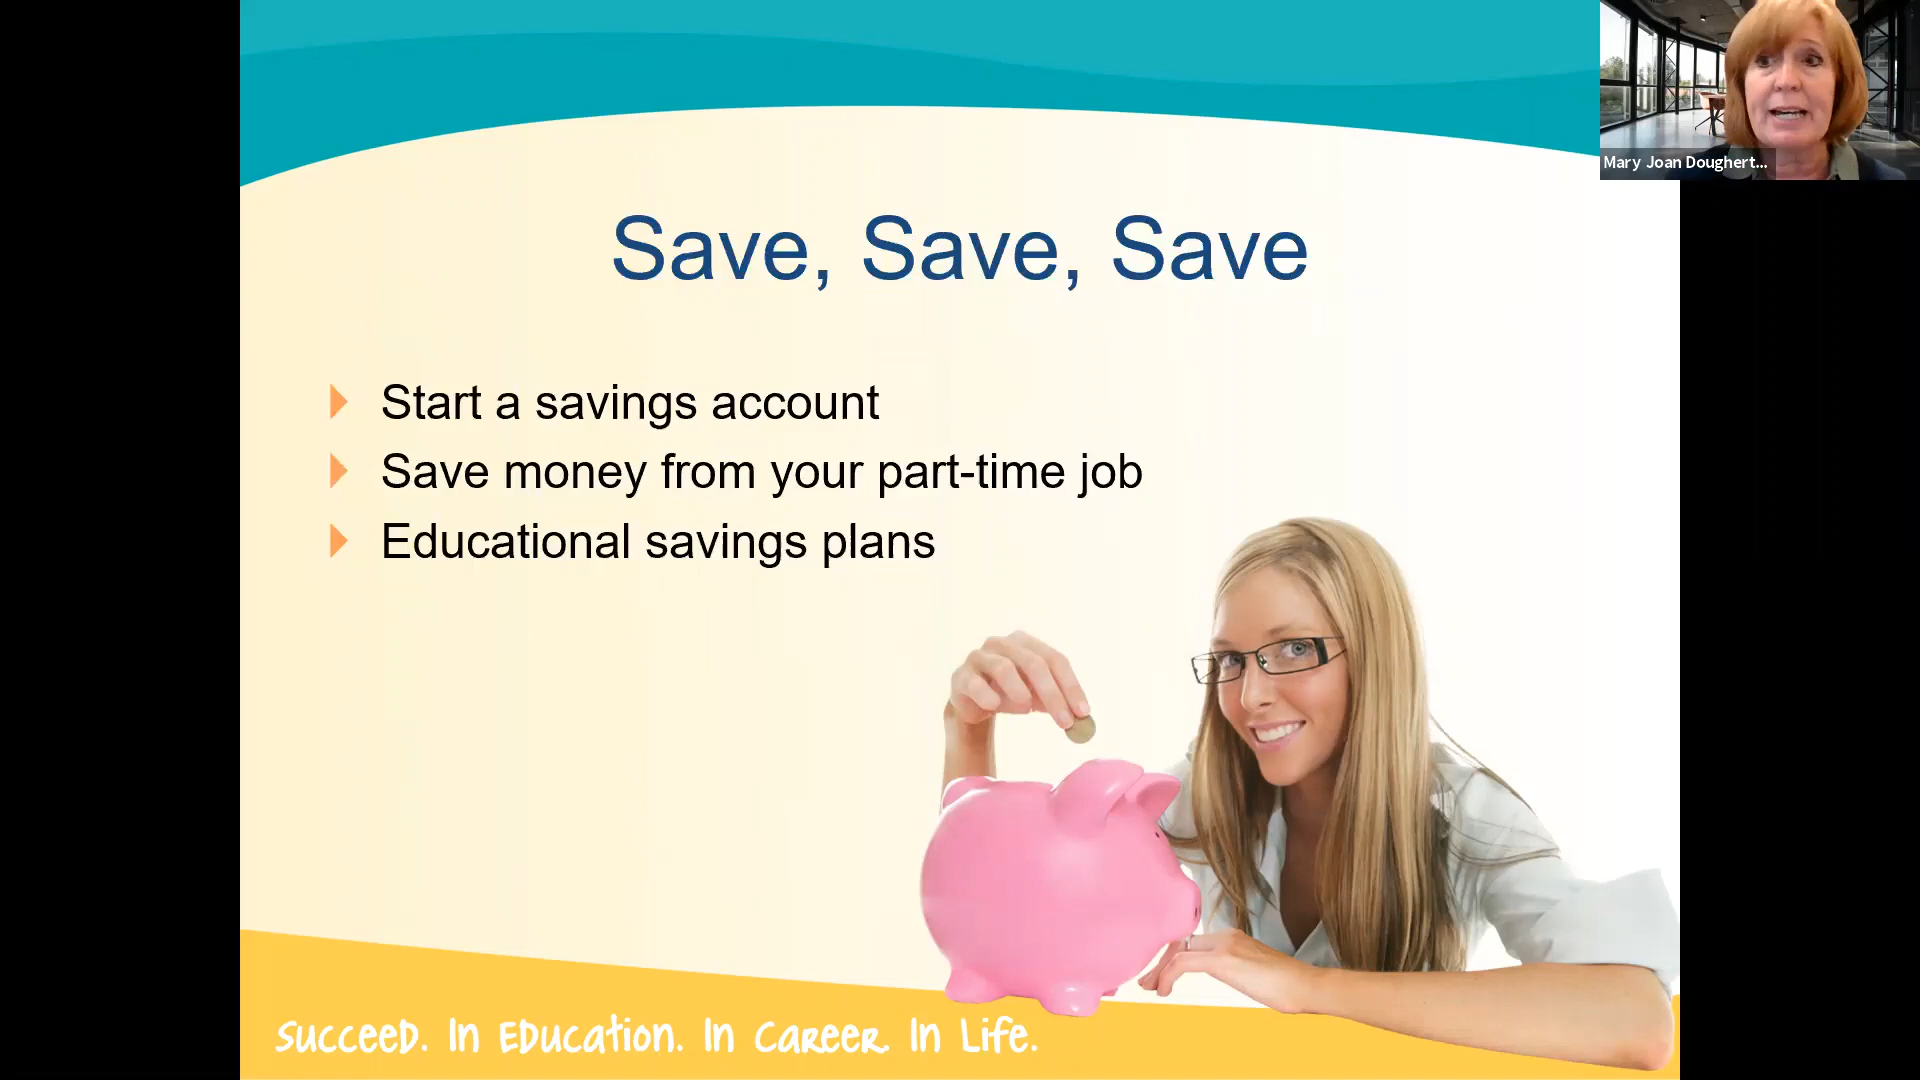 Mary Joan Doughert...
Save, Save, Save
Start a savings account
Save money from your part-time job
Educational savings plans
Succeed. In Education. In Career. In Life.